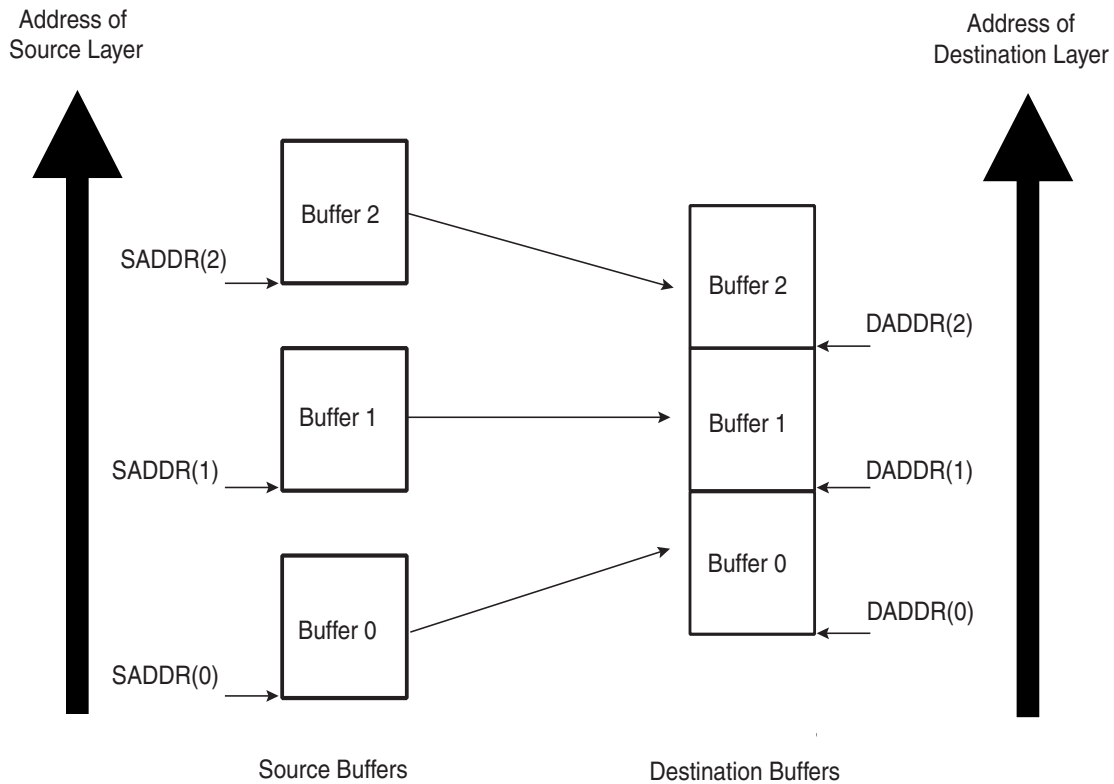 Address of
Source Layer
Address of
Destination Layer
Buffer 2
SADDR(2)
Buffer 2
DADDR(2)
Buffer 1
Buffer 1
SADDR(1)
DADDR(1)
Buffer 0
DADDR(0)
Buffer 0
SADDR(0)
Source Buffers
Destination Buffers